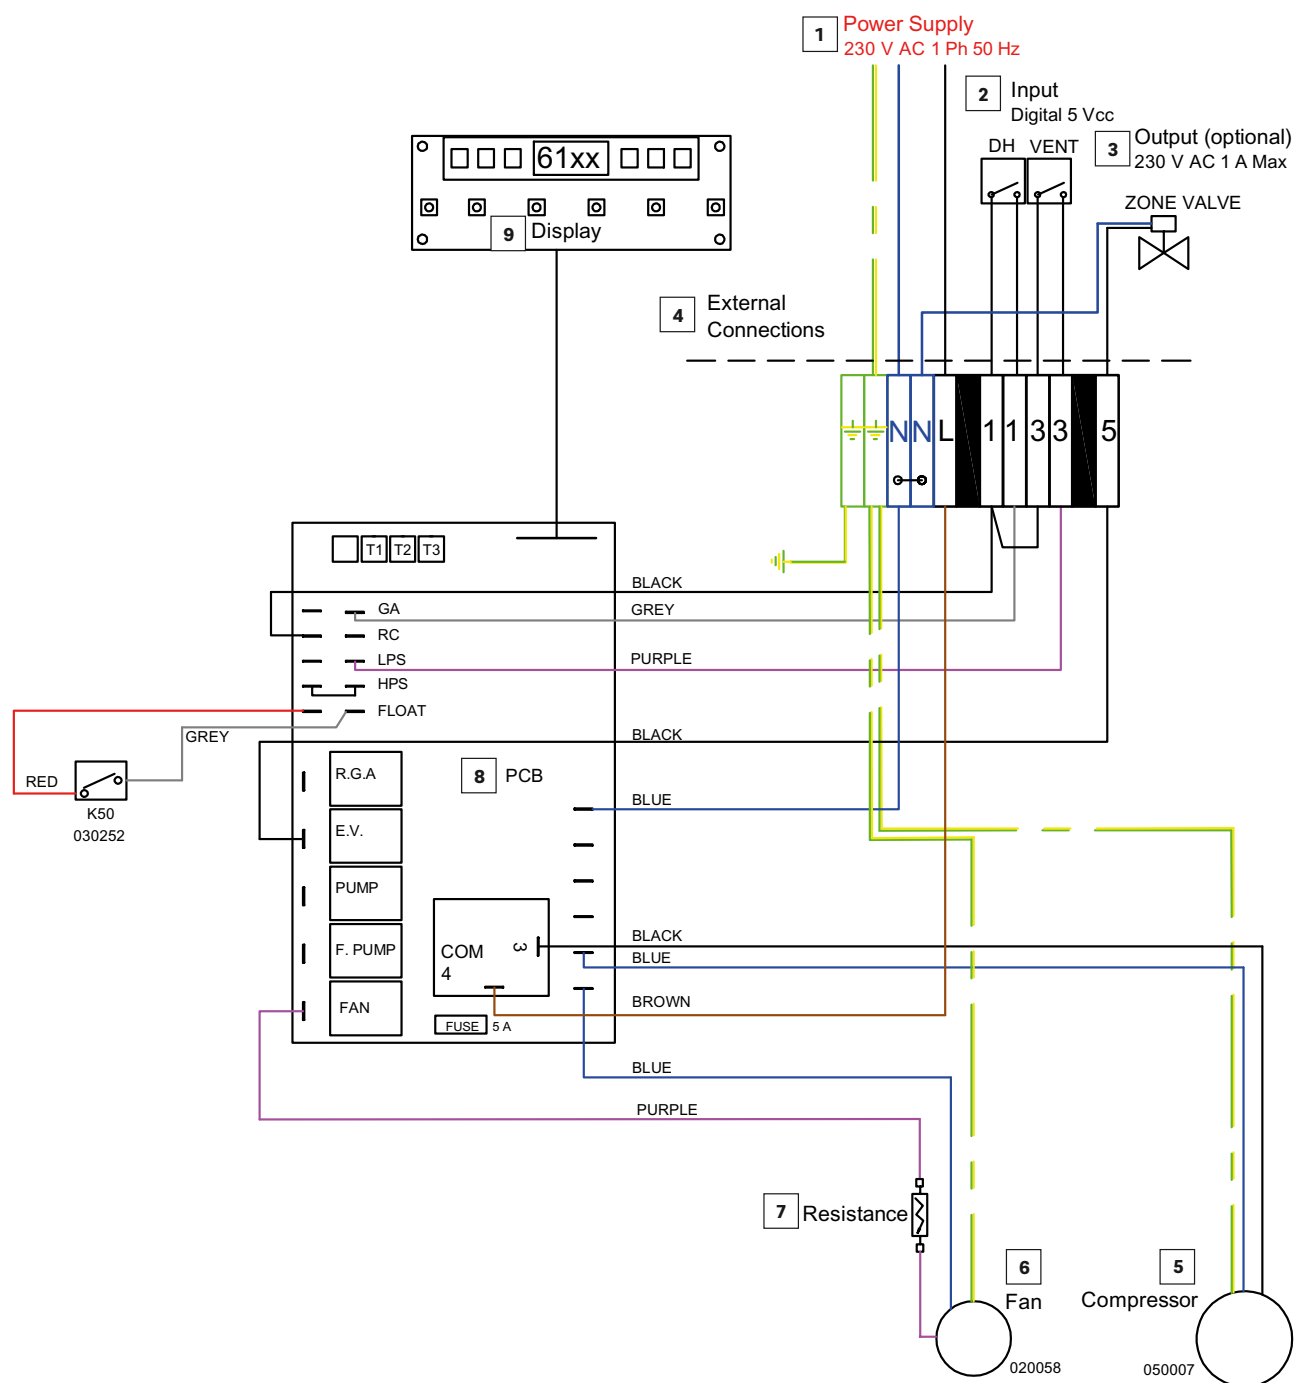 1 Power Supply
230 V AC 1 Ph 50 Hz
2 Input
Digital 5 Vcc
DH VENT
3 Output (optional)
230 V AC 1 A Max
ZONE VALVE
61xx
9 Display
4 External
Connections
N N L 1 1 3 3 5
T1 T2 T3
BLACK
GA
GREY
RC
LPS
PURPLE
HPS
FLOAT
GREY
BLACK
RED
K50
030252
R.G.A
8 PCB
BLUE
E.V.
PUMP
F. PUMP
COM
4
3
BLACK
BLUE
FAN
BROWN
FUSE 5 A
BLUE
PURPLE
7 Resistance
6
Fan
020058
5
Compressor
050007